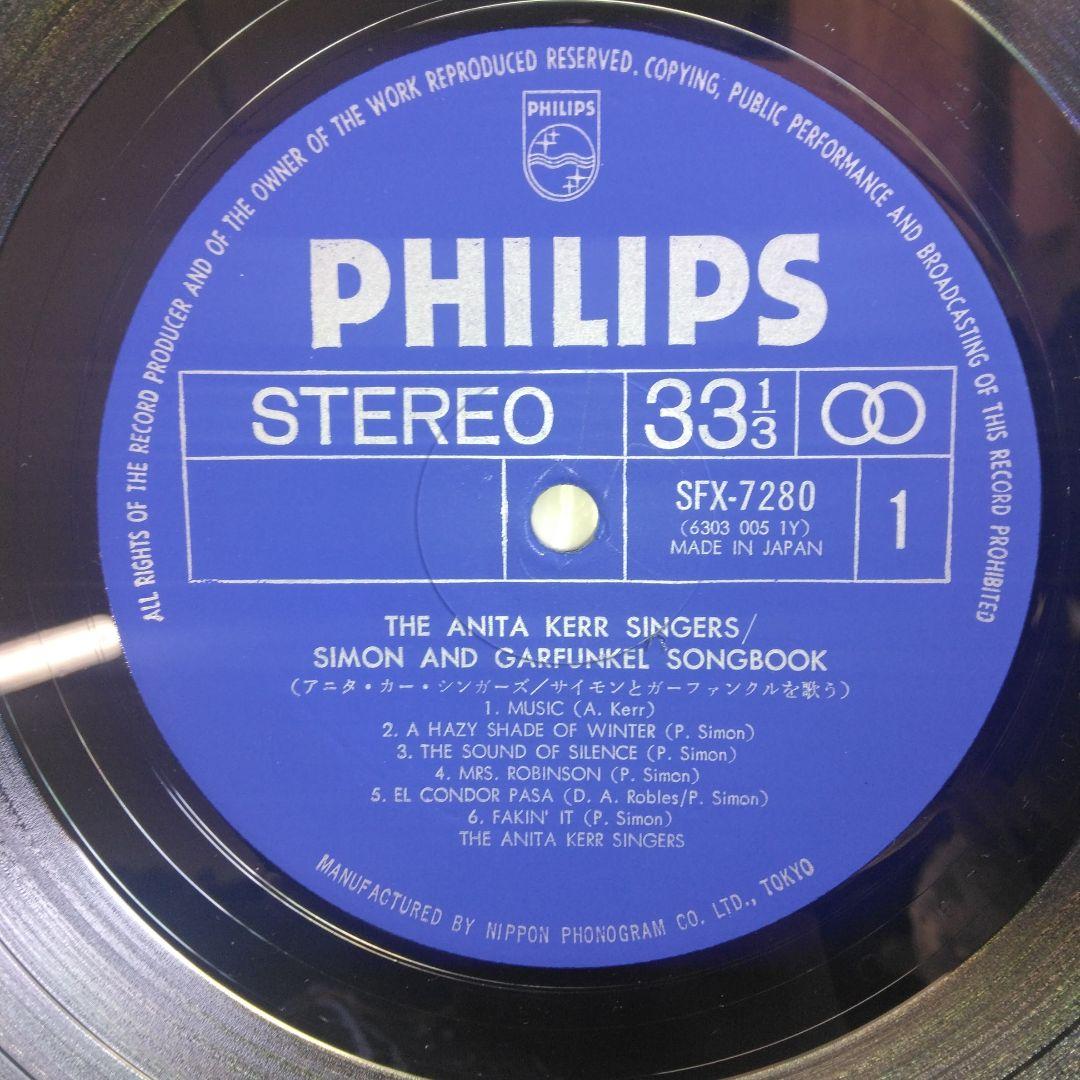 ALL RIGHTS OF THE RECORD PRODUCER AND OF THE OWNER OF THE WORK REPRODUCED RESERVED. COPYING, PUBLIC PERFORMANCE AND BROADCASTING OF THIS RECORD PROHIBITED
PHILIPS
PHILIPS
STEREO 33 1/3
SFX-7280
(6303 005 1Y)
MADE IN JAPAN
1
THE ANITA KERR SINGERS/
SIMON AND GARFUNKEL SONGBOOK
(アニタ・カー・シンガーズ/サイモンとガーファンクルを歌う)
1. MUSIC (A. Kerr)
2. A HAZY SHADE OF WINTER (P. Simon)
3. THE SOUND OF SILENCE (P. Simon)
4. MRS. ROBINSON (P. Simon)
5. EL CONDOR PASA (D. A. Robles/P. Simon)
6. FAKIN' IT (P. Simon)
THE ANITA KERR SINGERS
MANUFACTURED BY NIPPON PHONOGRAM CO. LTD., TOKYO